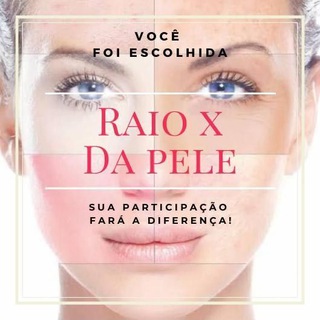 VOCÊ
FOI ESCOLHIDA
RAIO X
DA PELE
SUA PARTICIPAÇÃO
FARÁ A DIFERENÇA!